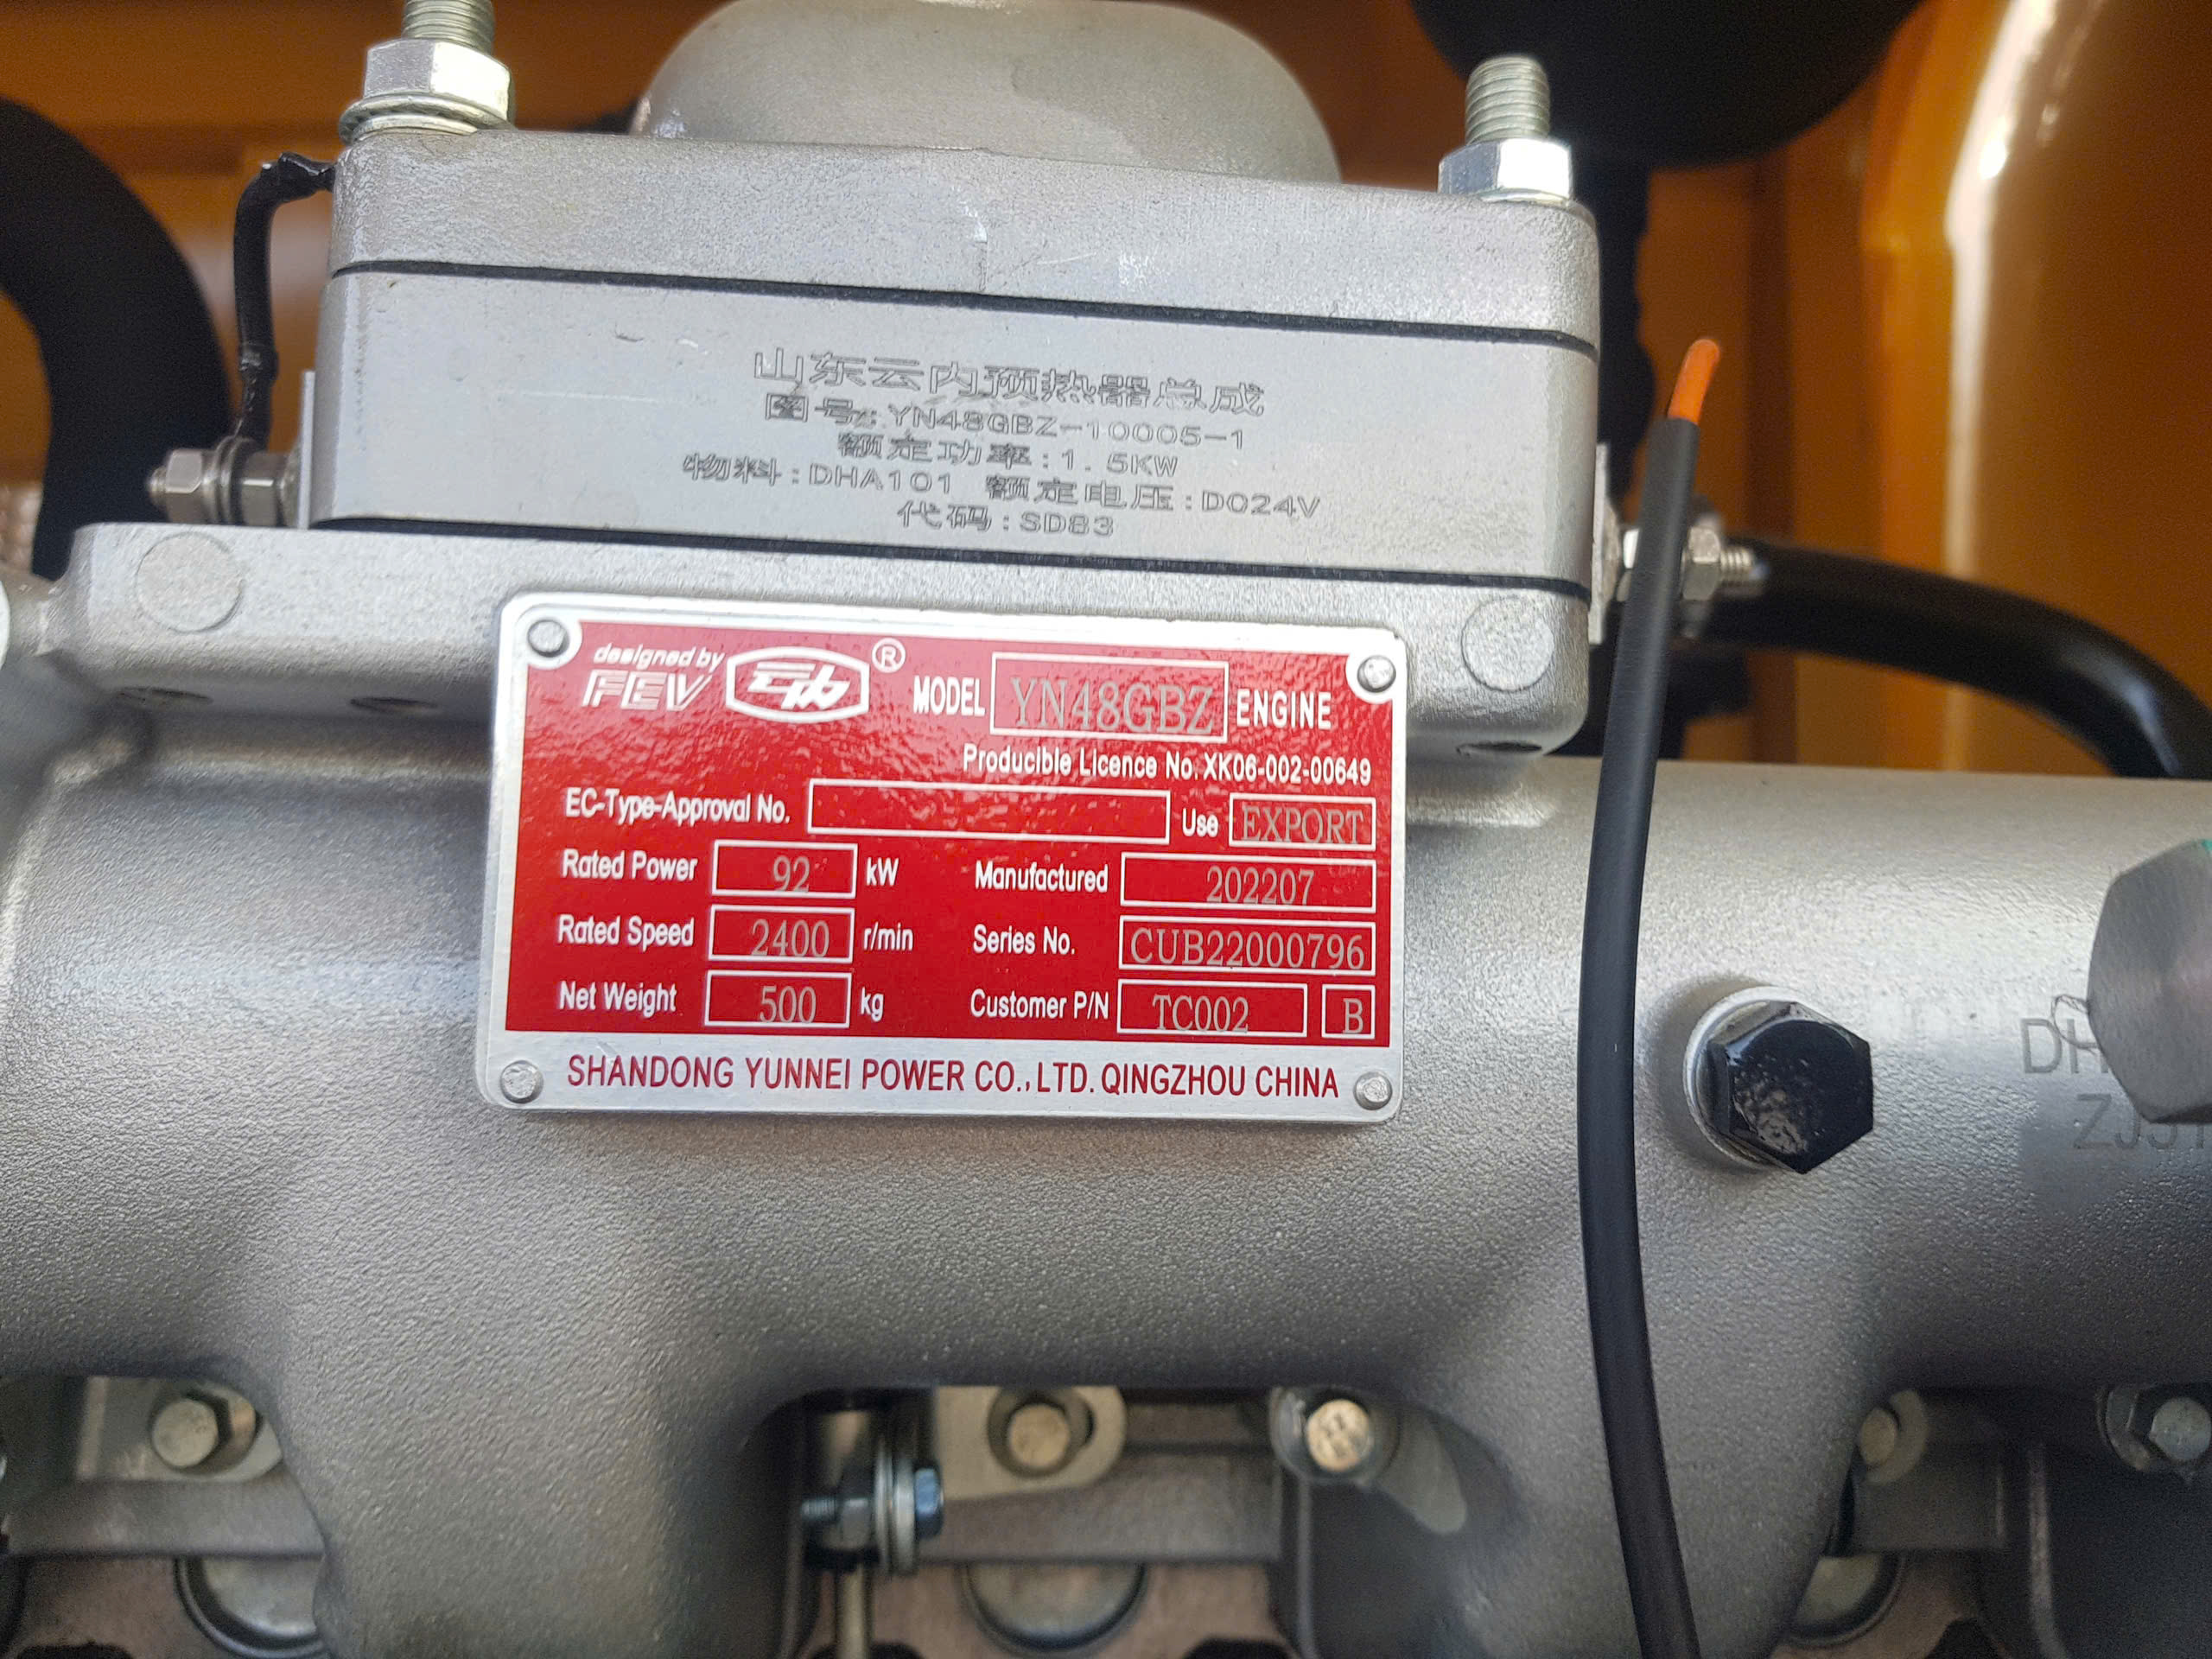 山东云内预热器总成
图号:YN48GBZ-10005-1
额定功率:1.5KW
物料:DHA101 额定电压:DC24V
代码:SD83
designed by
FEV
云内 ®
MODEL YN48GBZ ENGINE
Producible Licence No. XK06-002-00649
EC-Type-Approval No. Use EXPORT
Rated Power 92 kW Manufactured 202207
Rated Speed 2400 r/min Series No. CUB22000796
Net Weight 500 kg Customer P/N TC002 B
SHANDONG YUNNEI POWER CO.,LTD. QINGZHOU CHINA